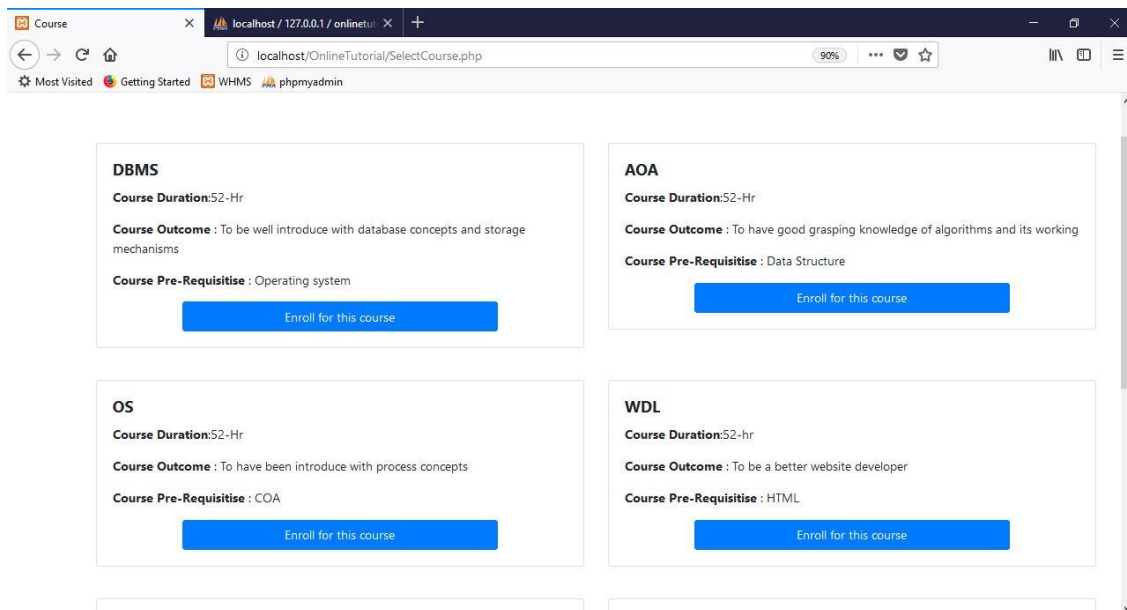 Course
localhost / 127.0.0.1 / onlinetut
localhost/OnlineTutorial/SelectCourse.php
90%
Most Visited
Getting Started
WHMS
phpmyadmin
DBMS
Course Duration:52-Hr
Course Outcome : To be well introduce with database concepts and storage
mechanisms
Course Pre-Requisitise : Operating system
Enroll for this course
AOA
Course Duration:52-Hr
Course Outcome : To have good grasping knowledge of algorithms and its working
Course Pre-Requisitise : Data Structure
Enroll for this course
OS
Course Duration:52-Hr
Course Outcome : To have been introduce with process concepts
Course Pre-Requisitise : COA
Enroll for this course
WDL
Course Duration:52-hr
Course Outcome : To be a better website developer
Course Pre-Requisitise : HTML
Enroll for this course